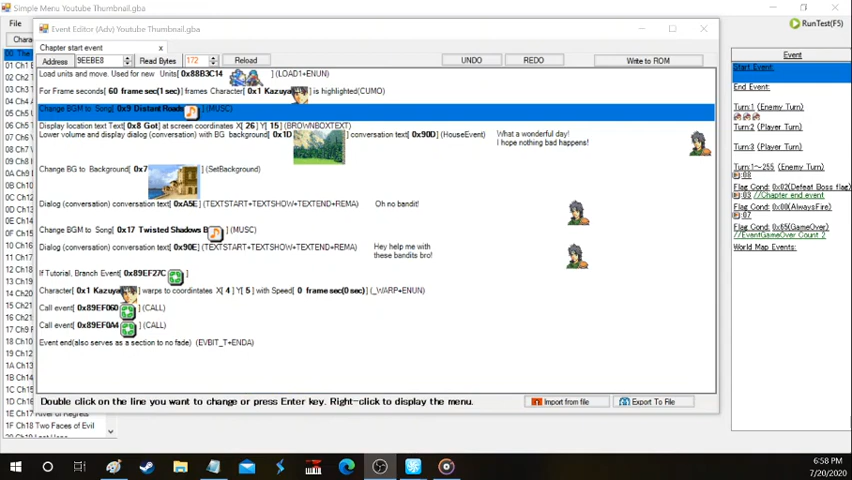 Simple Menu Youtube Thumbnail.gba
File
RunTest(F5)
Event Editor (Adv) Youtube Thumbnail.gba
Chapter start event x
Address 9EEBE8 Read Bytes 172 Reload UNDO REDO Write to ROM
Load units and move. Used for new Units[ 0x88B3C14 ] (LOAD1+ENUN)
For Frame seconds[ 60 frame sec(1 sec) ] frames Character[ 0x1 Kazuya ] is highlighted(CUMO)
Change BGM to Song[ 0x9 Distant Roads ] (MUSC)
Display location text Text[ 0x8 Got ] at screen coordinates X[ 26 ] Y[ 15 ] (BROWNBOXTEXT)
Lower volume and display dialog (conversation) with BG background[ 0x1D ] conversation text[ 0x90D ] (HouseEvent) What a wonderful day!
I hope nothing bad happens!
Change BG to Background[ 0x7 ] (SetBackground)
Dialog (conversation) conversation text[ 0xA5E ] (TEXTSTART+TEXTSHOW+TEXTEND+REMA) Oh no bandit!
Change BGM to Song[ 0x17 Twisted Shadows B ] (MUSC)
Dialog (conversation) conversation text[ 0x90E ] (TEXTSTART+TEXTSHOW+TEXTEND+REMA) Hey help me with
these bandits bro!
If Tutorial, Branch Event[ 0x89EF27C ]
Character[ 0x1 Kazuya ] warps to corrdintates X[ 4 ] Y[ 5 ] with Speed[ 0 frame sec(0 sec) ] (_WARP+ENUN)
Call event[ 0x89EF060 ] (CALL)
Call event[ 0x89EF0A4 ] (CALL)
Event end(also serves as a section to no fade) (EVBIT_T+ENDA)
Double click on the line you want to change or press Enter key. Right-click to display the menu. Import from file Export To File
Event
Start Event:
End Event:
Turn:1 (Enemy Turn)
Turn:2 (Player Turn)
Turn:3 (Player Turn)
Turn:1~255 (Enemy Turn)
:08
Flag Cond: 0x02(Defeat Boss flag)
:03 //Chapter end event
Flag Cond: 0x00(AlwaysFire)
:07
Flag Cond: 0x65(GameOver)
//EventGameOver Count 2
World Map Events:
1F Ch18 Two Faces of Evil
6:58 PM
7/20/2020